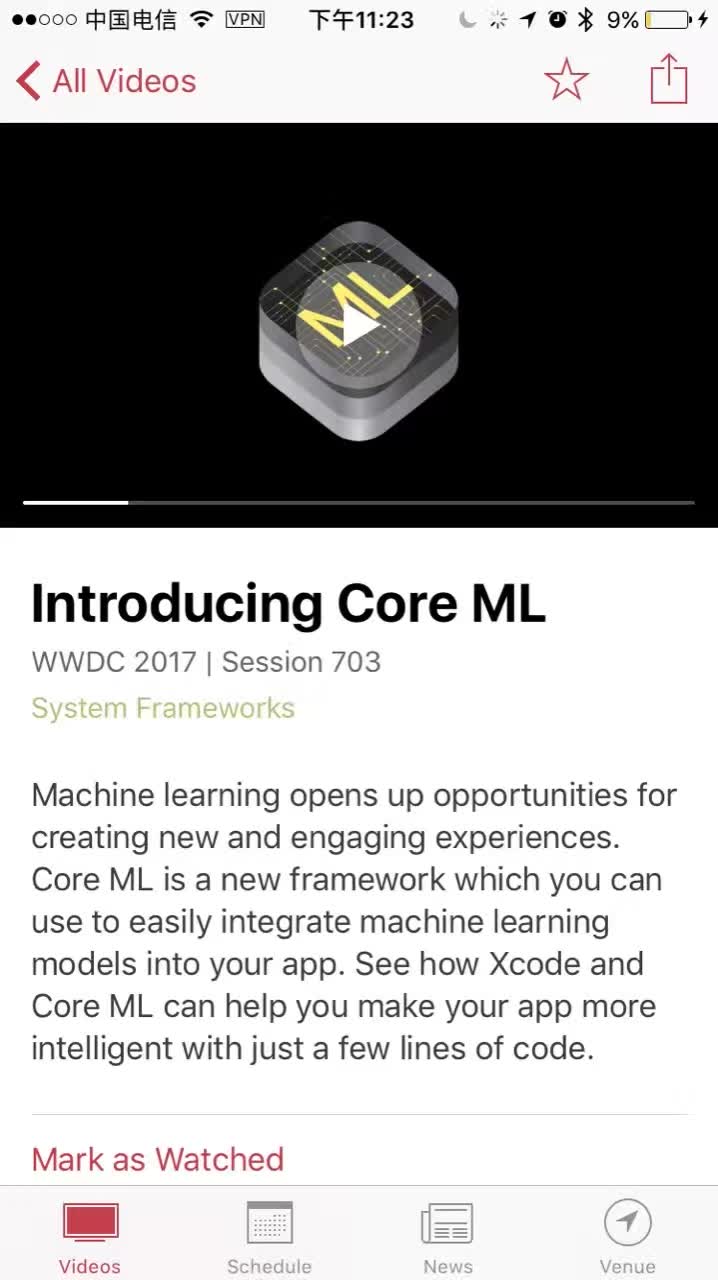 中国电信 VPN 下午11:23 9%
All Videos
ML
Introducing Core ML
WWDC 2017 | Session 703
System Frameworks
Machine learning opens up opportunities for
creating new and engaging experiences.
Core ML is a new framework which you can
use to easily integrate machine learning
models into your app. See how Xcode and
Core ML can help you make your app more
intelligent with just a few lines of code.
Mark as Watched
Videos Schedule News Venue